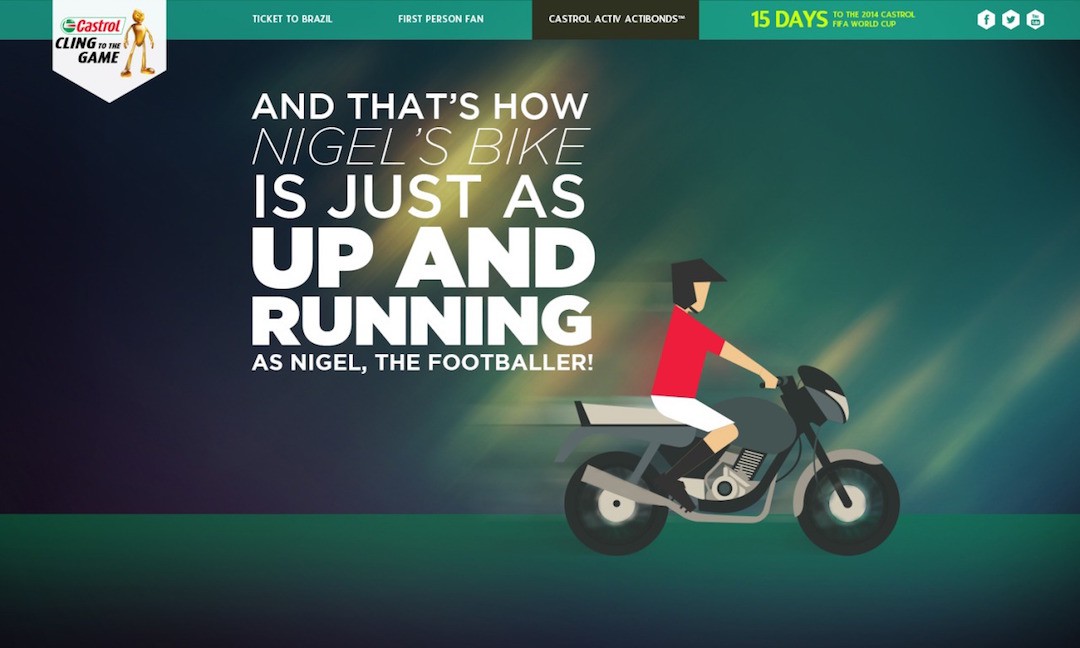 Castrol
CLING TO THE
GAME
TICKET TO BRAZIL
FIRST PERSON FAN
CASTROL ACTIV ACTIBONDS™
15 DAYS TO THE 2014 CASTROL
FIFA WORLD CUP
AND THAT'S HOW
NIGEL'S BIKE
IS JUST AS
UP AND
RUNNING
AS NIGEL, THE FOOTBALLER!